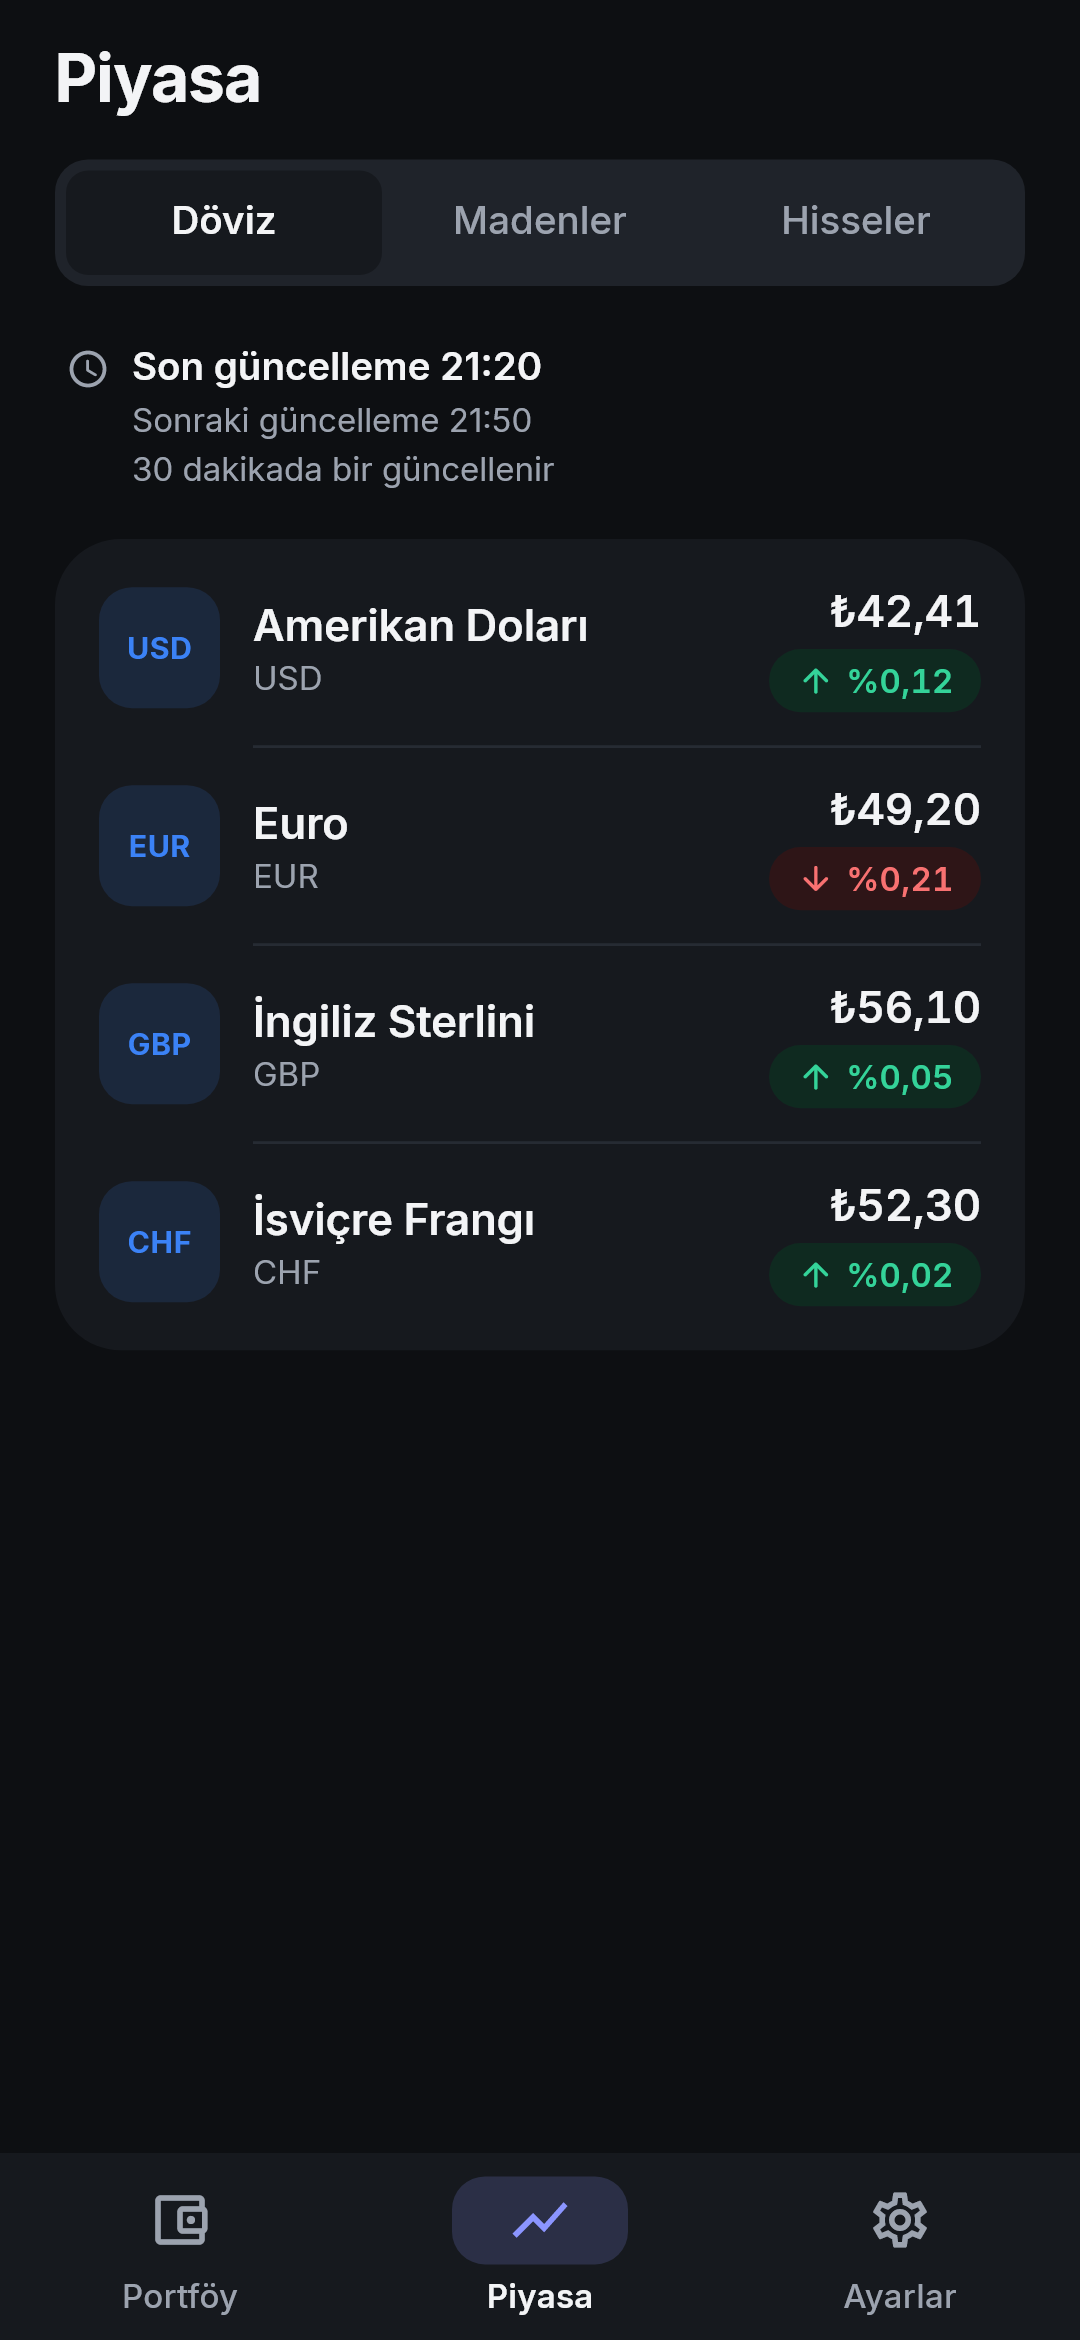 Piyasa
Döviz
Madenler
Hisseler
Son güncelleme 21:20
Sonraki güncelleme 21:50
30 dakikada bir güncellenir
USD
Amerikan Doları
USD
₺42,41
↑ %0,12
EUR
Euro
EUR
₺49,20
↓ %0,21
GBP
İngiliz Sterlini
GBP
₺56,10
↑ %0,05
CHF
İsviçre Frangı
CHF
₺52,30
↑ %0,02
Portföy
Piyasa
Ayarlar